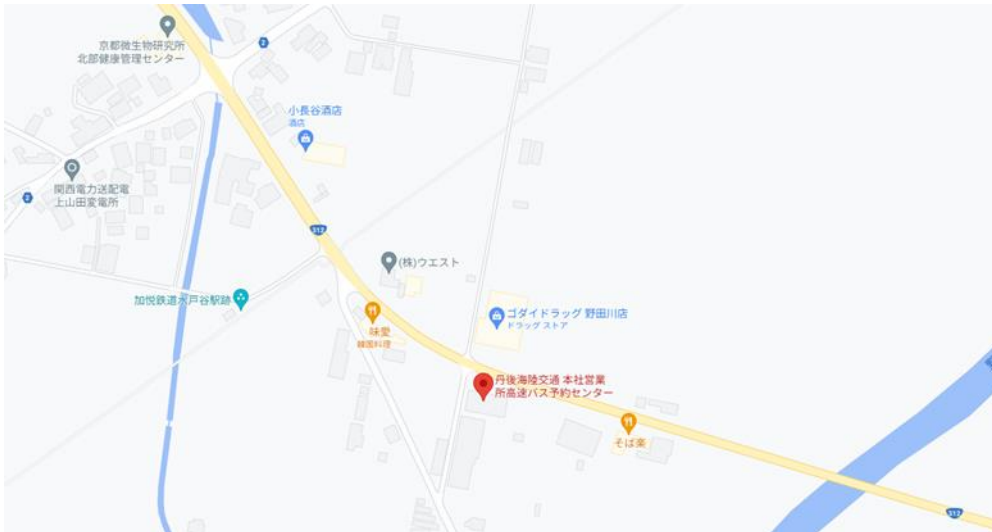 京都微生物研究所
北部健康管理センター
2
小長谷酒店
酒店
関西電力送配電
上山田変電所
2
312
(株)ウエスト
加悦鉄道水戸谷駅跡
味愛
韓国料理
ゴダイドラッグ 野田川店
ドラッグ ストア
丹後海陸交通 本社営業
所高速バス予約センター
そば楽
312